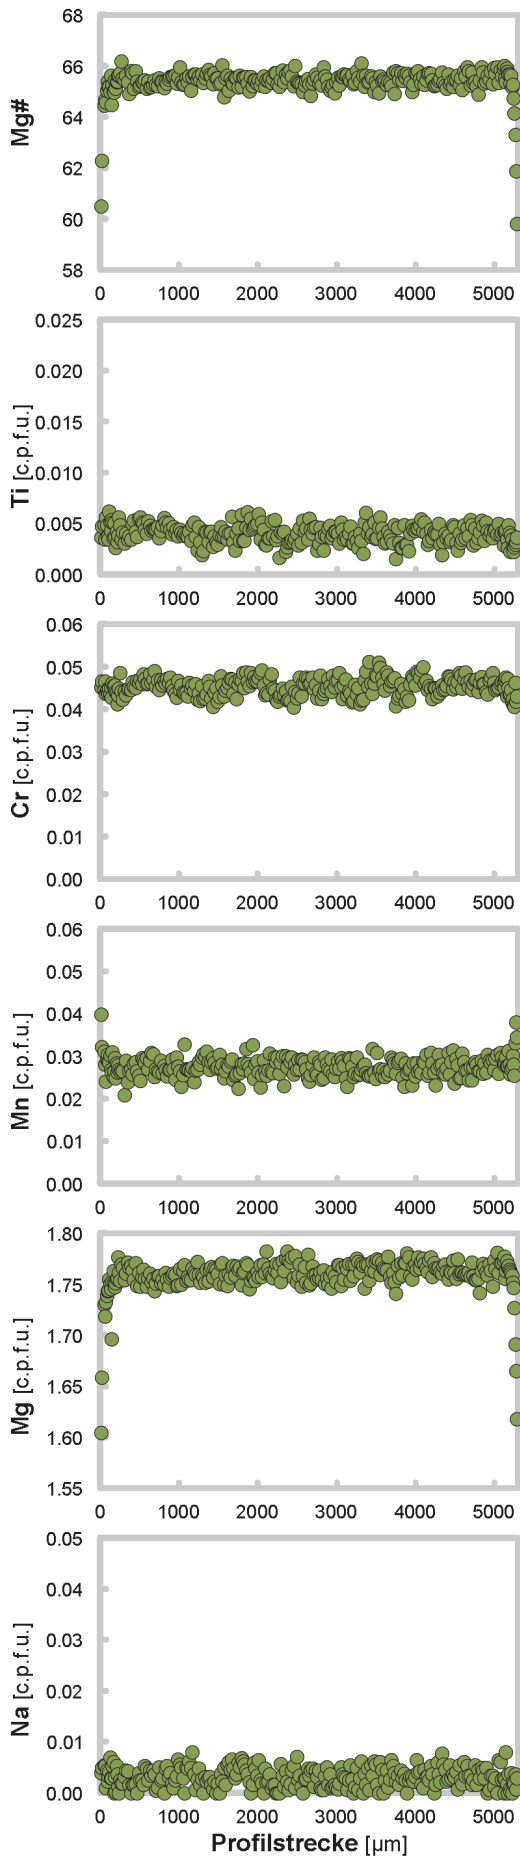 68
66
64
62
60
58
Mg#
0 1000 2000 3000 4000 5000
0.025
0.020
0.015
0.010
0.005
0.000
Ti [c.p.f.u.]
0 1000 2000 3000 4000 5000
0.06
0.05
0.04
0.03
0.02
0.01
0.00
Cr [c.p.f.u.]
0 1000 2000 3000 4000 5000
0.06
0.05
0.04
0.03
0.02
0.01
0.00
Mn [c.p.f.u.]
0 1000 2000 3000 4000 5000
1.80
1.75
1.70
1.65
1.60
1.55
Mg [c.p.f.u.]
0 1000 2000 3000 4000 5000
0.05
0.04
0.03
0.02
0.01
0.00
Na [c.p.f.u.]
0 1000 2000 3000 4000 5000
Profilstrecke [µm]